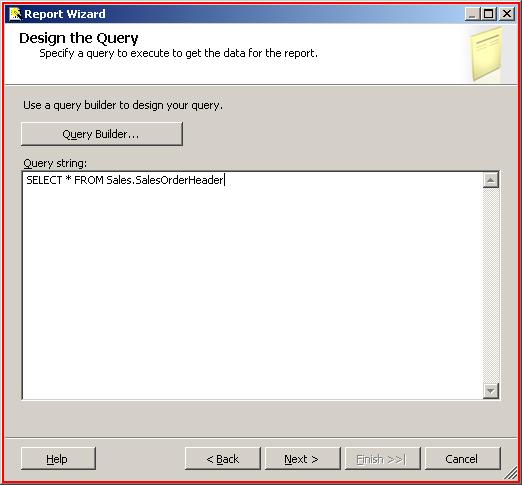 Report Wizard
Design the Query
Specify a query to execute to get the data for the report.
Use a query builder to design your query.
Query Builder...
Query string:
SELECT * FROM Sales.SalesOrderHeader
Help
< Back
Next >
Finish >>|
Cancel